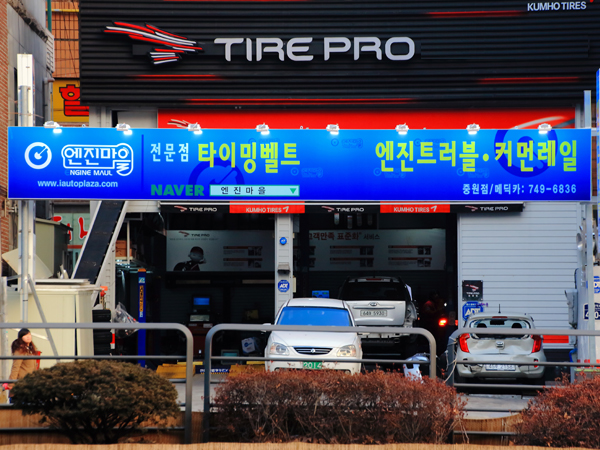 KUMHO TIRES
TIRE PRO
엔진마을
ENGINE MAUL
www.iautoplaza.com
전문점 타이밍벨트
엔진트러블·커먼레일
NAVER 엔진마을
중원점/메딕카: 749-6836
TIRE PRO
KUMHO TIRES
TIRE PRO
KUMHO TIRES
TIRE PRO
2014